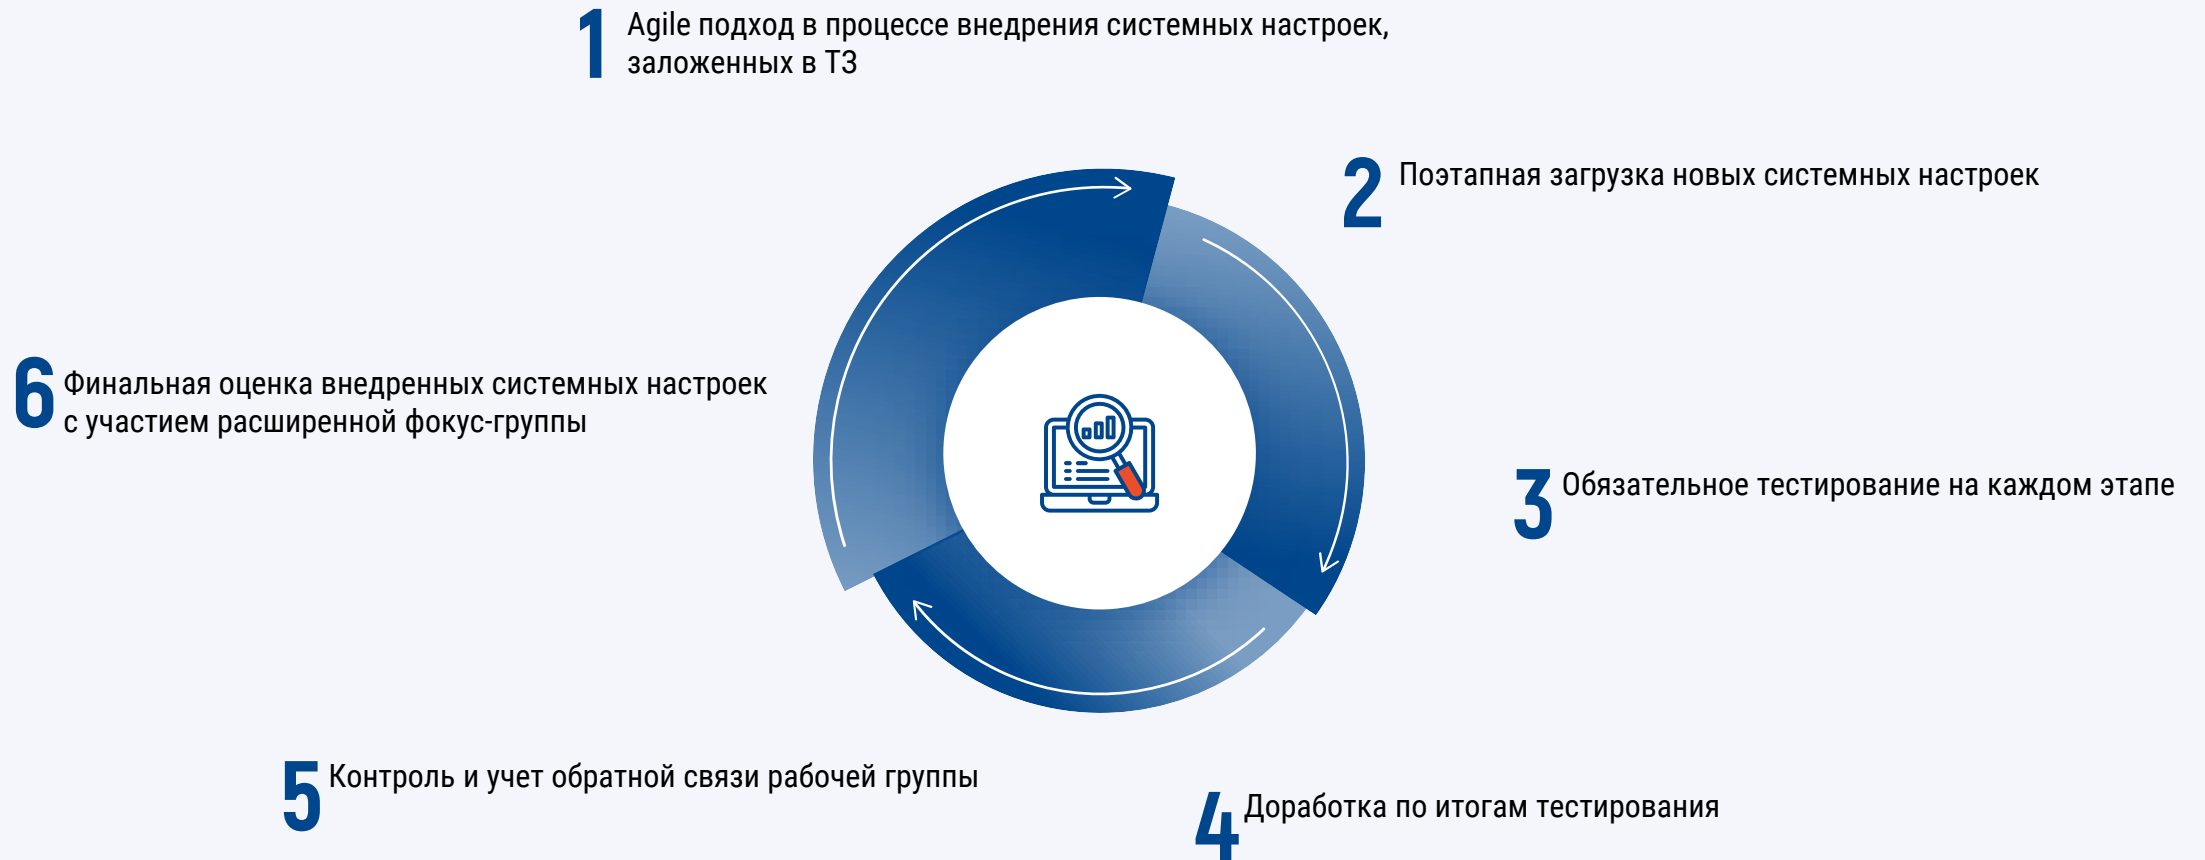 1
Agile подход в процессе внедрения системных настроек,
заложенных в ТЗ
2
Поэтапная загрузка новых системных настроек
3
Обязательное тестирование на каждом этапе
4
Доработка по итогам тестирования
5
Контроль и учет обратной связи рабочей группы
6
Финальная оценка внедренных системных настроек
с участием расширенной фокус-группы